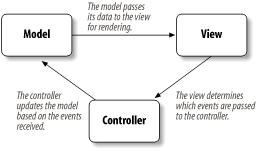 The model passes
its data to the view
for rendering.
Model
View
The controller
updates the model
based on the events
received.
The view determines
which events are passed
to the controller.
Controller